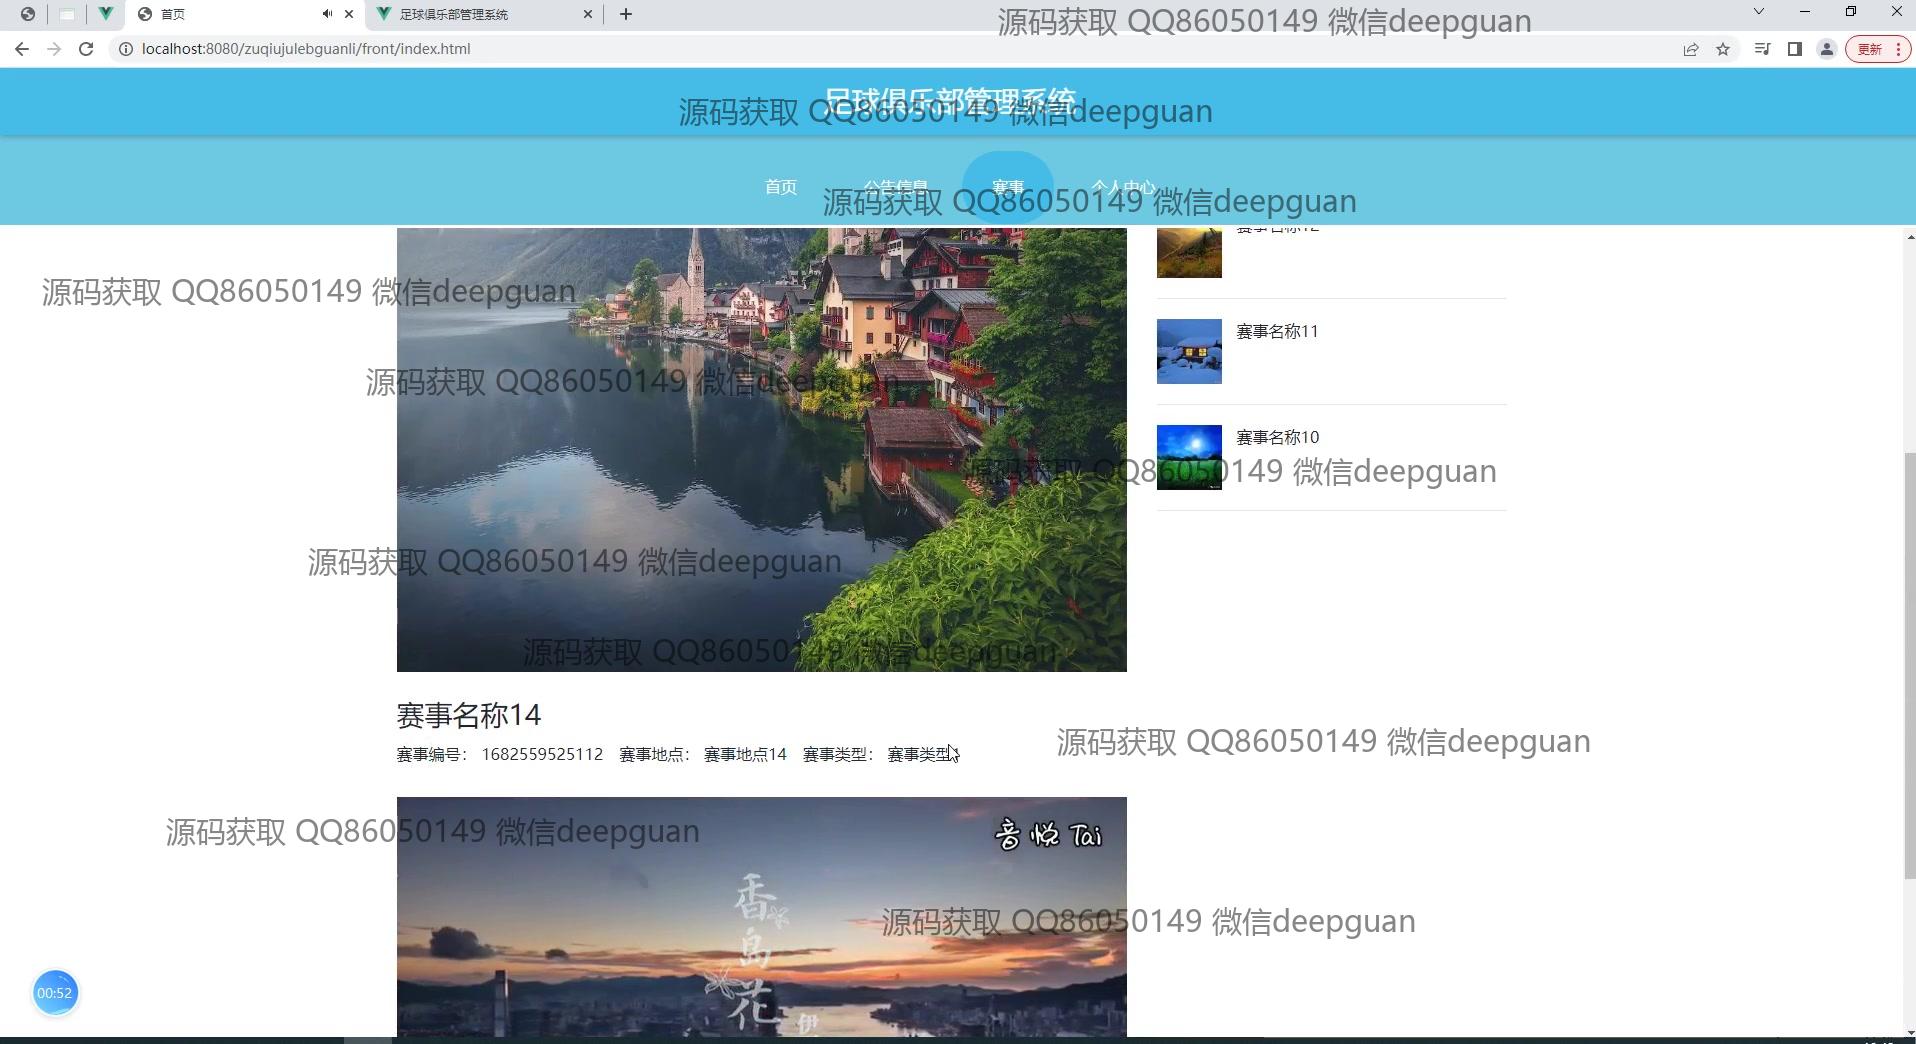 首页
足球俱乐部管理系统
源码获取 QQ86050149 微信deepguan
localhost:8080/zuqiujulebguanli/front/index.html
更新
足球俱乐部管理系统
源码获取 QQ86050149 微信deepguan
首页 公告信息 赛事 个人中心
源码获取 QQ86050149 微信deepguan
赛事名称12
源码获取 QQ86050149 微信deepguan
赛事名称11
源码获取 QQ86050149 微信deepguan
赛事名称10
源码获取 QQ86050149 微信deepguan
源码获取 QQ86050149 微信deepguan
源码获取 QQ86050149 微信deepguan
赛事名称14
源码获取 QQ86050149 微信deepguan
赛事编号： 1682559525112 赛事地点： 赛事地点14 赛事类型： 赛事类型
源码获取 QQ86050149 微信deepguan
音悦Tai
香岛花
源码获取 QQ86050149 微信deepguan
00:52
伊